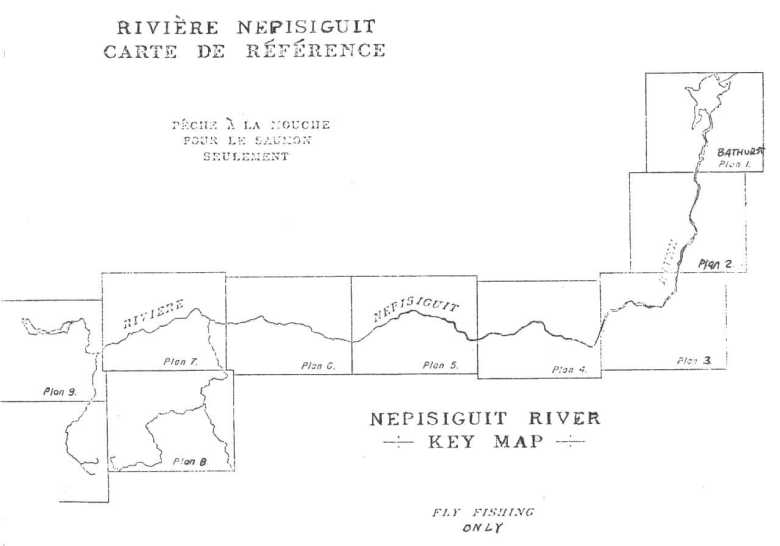 RIVIÈRE NEPISIGUIT
CARTE DE RÉFÉRENCE
PÊCHE À LA MOUCHE
POUR LE SAUMON
SEULEMENT
BATHURST
Plan 1.
Plan 2.
RIVIÈRE
NEPISIGUIT
Plan 9.
Plan 7.
Plan 6.
Plan 5.
Plan 4.
Plan 3.
Plan 8
NEPISIGUIT RIVER
KEY MAP
FLY FISHING
ONLY